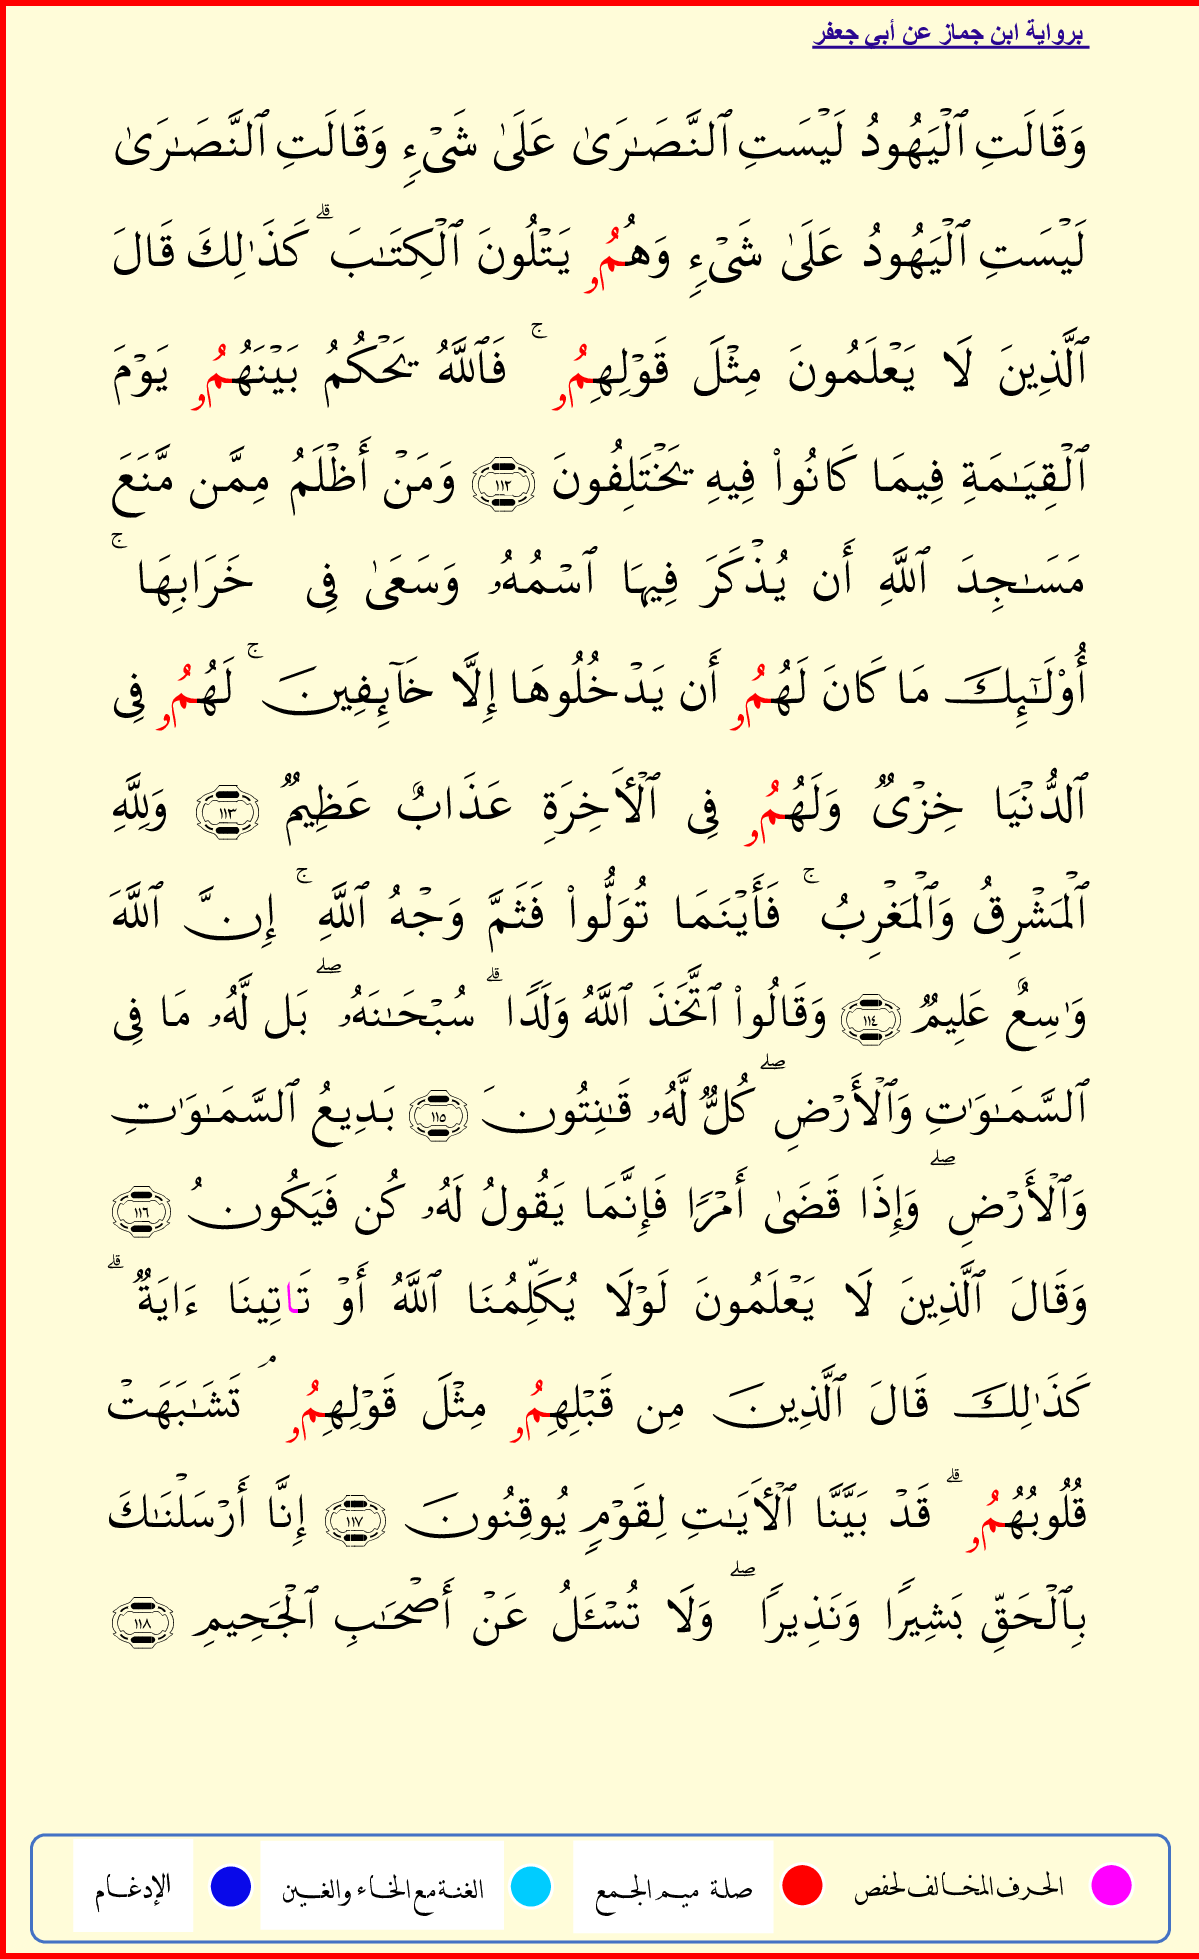 برواية ابن جماز عن أبي جعفر
وَقَالَتِ ٱلۡيَهُودُ لَيۡسَتِ ٱلنَّصَـٰرَىٰ عَلَىٰ شَىۡءٍ وَقَالَتِ ٱلنَّصَـٰرَىٰ
لَيۡسَتِ ٱلۡيَهُودُ عَلَىٰ شَىۡءٍ وَهُمُۥ يَتۡلُونَ ٱلۡكِتَـٰبَ ۗ كَذَٰلِكَ قَالَ
ٱلَّذِينَ لَا يَعۡلَمُونَ مِثۡلَ قَوۡلِهِمُۥ ۚ فَٱللَّهُ يَحۡكُمُ بَيۡنَهُمُۥ يَوۡمَ
ٱلۡقِيَـٰمَةِ فِيمَا كَانُواْ فِيهِ يَخۡتَلِفُونَ ١١٢ وَمَنۡ أَظۡلَمُ مِمَّن مَّنَعَ
مَسَـٰجِدَ ٱللَّهِ أَن يُذۡكَرَ فِيهَا ٱسۡمُهُۥ وَسَعَىٰ فِى خَرَابِهَا ۚ
أُوْلَـٰٓئِكَ مَا كَانَ لَهُمُۥ أَن يَدۡخُلُوهَا إِلَّا خَآئِفِينَ ۚ لَهُمُۥ فِى
ٱلدُّنۡيَا خِزۡىٌ وَلَهُمُۥ فِى ٱلۡأَخِرَةِ عَذَابٌ عَظِيمٌ ١١٣ وَلِلَّهِ
ٱلۡمَشۡرِقُ وَٱلۡمَغۡرِبُ ۚ فَأَيۡنَمَا تُوَلُّواْ فَثَمَّ وَجۡهُ ٱللَّهِ ۚ إِنَّ ٱللَّهَ
وَٰسِعٌ عَلِيمٌ ١١٤ وَقَالُواْ ٱتَّخَذَ ٱللَّهُ وَلَدًا ۗ سُبۡحَـٰنَهُۥ ۖ بَل لَّهُۥ مَا فِى
ٱلسَّمَـٰوَٰتِ وَٱلۡأَرۡضِ ۖ كُلٌّ لَّهُۥ قَـٰنِتُونَ ١١٥ بَدِيعُ ٱلسَّمَـٰوَٰتِ
وَٱلۡأَرۡضِ ۖ وَإِذَا قَضَىٰ أَمۡرًا فَإِنَّمَا يَقُولُ لَهُۥ كُن فَيَكُونُ ١١٦
وَقَالَ ٱلَّذِينَ لَا يَعۡلَمُونَ لَوۡلَا يُكَلِّمُنَا ٱللَّهُ أَوۡ تَاتِينَا ءَايَةٌ ۗ
كَذَٰلِكَ قَالَ ٱلَّذِينَ مِن قَبۡلِهِمُۥ مِثۡلَ قَوۡلِهِمُۥ ۘ تَشَـٰبَهَتۡ
قُلُوبُهُمُۥ ۗ قَدۡ بَيَّنَّا ٱلۡأَيَـٰتِ لِقَوۡمٍ يُوقِنُونَ ١١٧ إِنَّا أَرۡسَلۡنَـٰكَ
بِٱلۡحَقِّ بَشِيرًا وَنَذِيرًا ۖ وَلَا تُسۡـَٔلُ عَنۡ أَصۡحَـٰبِ ٱلۡجَحِيمِ ١١٨
الحرف المخالف لحفص صلة ميم الجمع الغنة مع الخاء والغين الإدغام